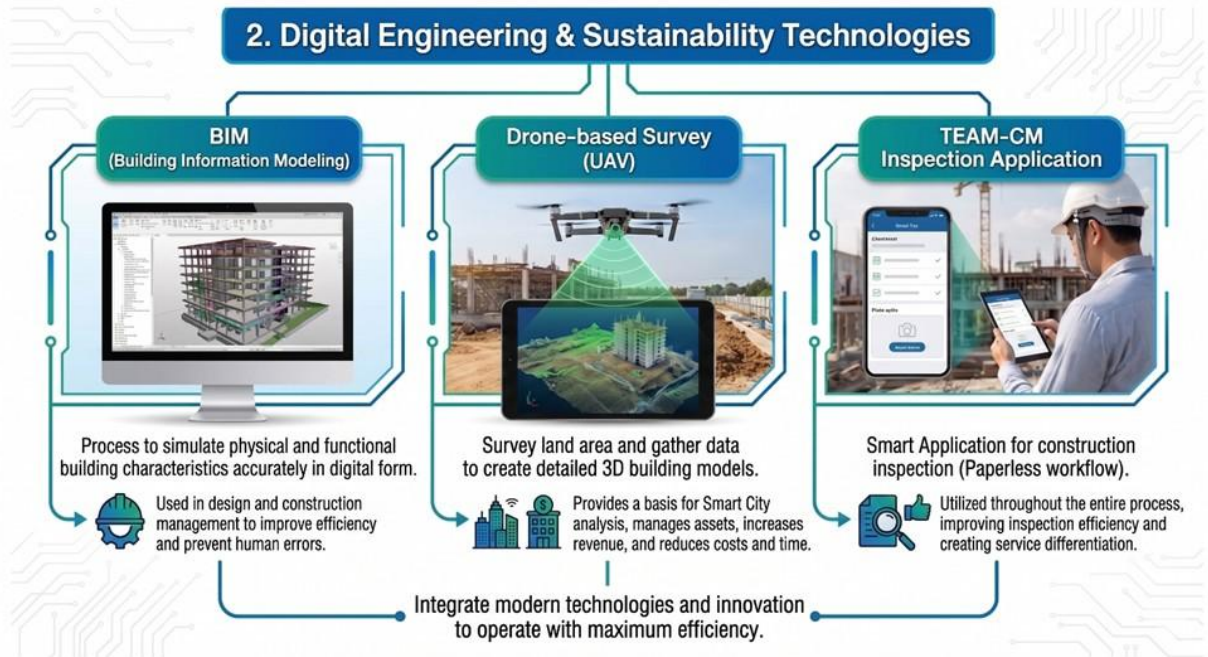 2. Digital Engineering & Sustainability Technologies
BIM
(Building Information Modeling)
Process to simulate physical and functional
building characteristics accurately in digital form.
Used in design and construction
management to improve efficiency
and prevent human errors.
Drone-based Survey
(UAV)
Survey land area and gather data
to create detailed 3D building models.
Provides a basis for Smart City
analysis, manages assets, increases
revenue, and reduces costs and time.
TEAM-CM
Inspection Application
Smart Application for construction
inspection (Paperless workflow).
Utilized throughout the entire process,
improving inspection efficiency and
creating service differentiation.
Integrate modern technologies and innovation
to operate with maximum efficiency.